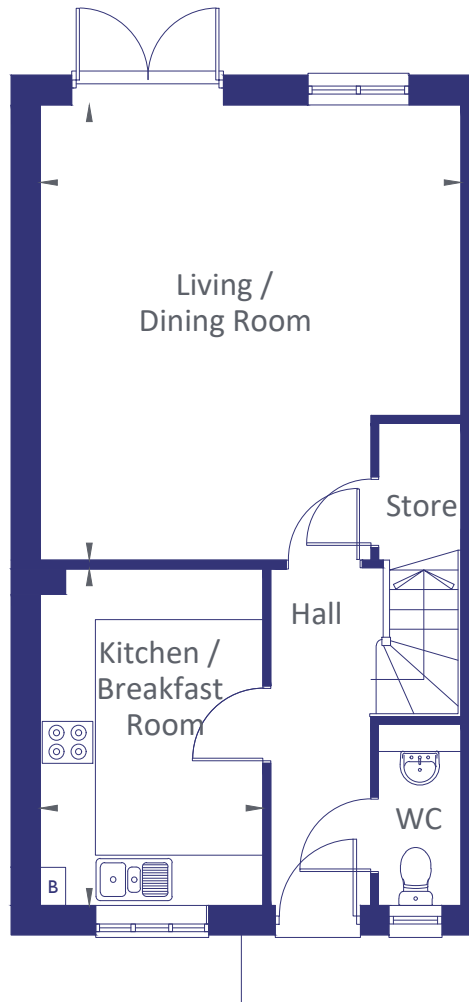 Living /
Dining Room
Store
Hall
Kitchen /
Breakfast
Room
WC
B